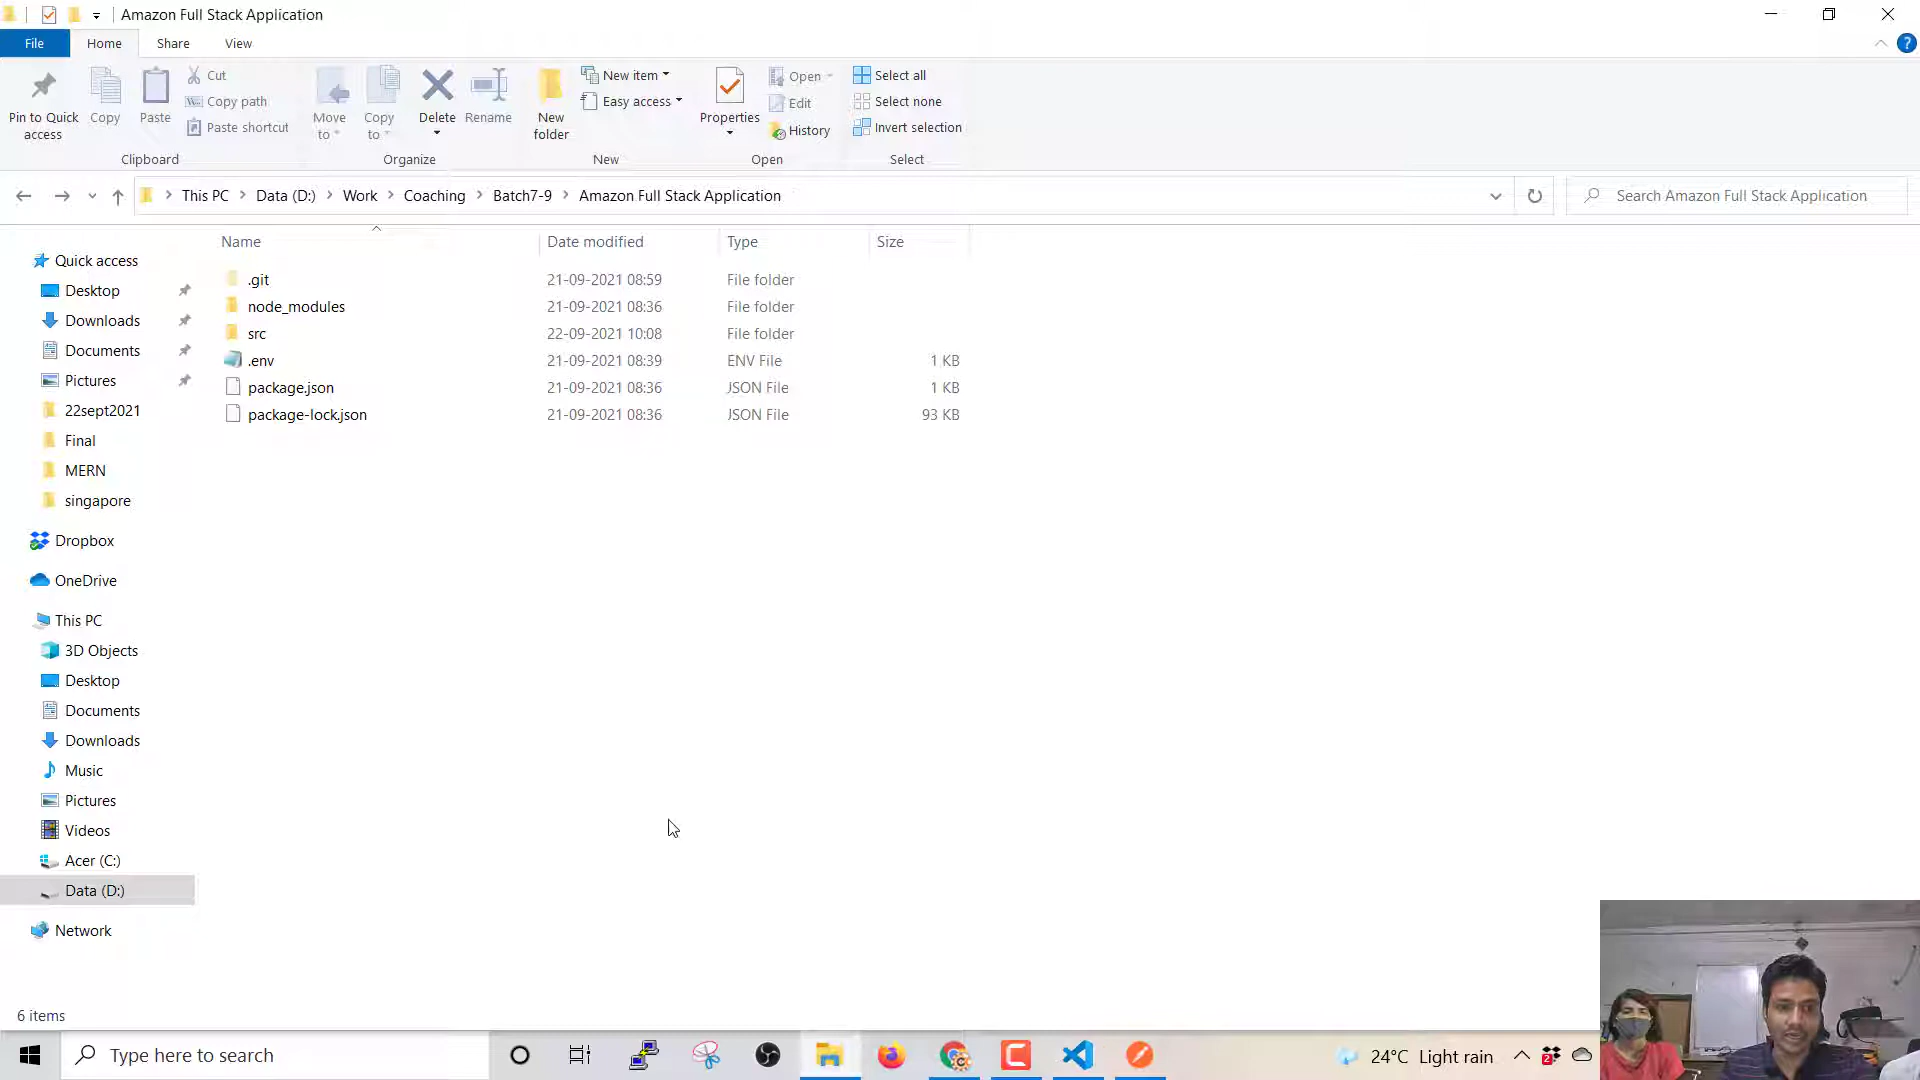 Amazon Full Stack Application
File Home Share View
Pin to Quick access
Copy
Paste
Cut
Copy path
Paste shortcut
Clipboard
Move to
Copy to
Delete
Rename
Organize
New folder
New item
Easy access
New
Properties
Open
Edit
History
Open
Select all
Select none
Invert selection
Select
This PC Data (D:) Work Coaching Batch7-9 Amazon Full Stack Application
Search Amazon Full Stack Application
Name Date modified Type Size
.git 21-09-2021 08:59 File folder
node_modules 21-09-2021 08:36 File folder
src 22-09-2021 10:08 File folder
.env 21-09-2021 08:39 ENV File 1 KB
package.json 21-09-2021 08:36 JSON File 1 KB
package-lock.json 21-09-2021 08:36 JSON File 93 KB
Quick access
Desktop
Downloads
Documents
Pictures
22sept2021
Final
MERN
singapore
Dropbox
OneDrive
This PC
3D Objects
Desktop
Documents
Downloads
Music
Pictures
Videos
Acer (C:)
Data (D:)
Network
6 items
Type here to search
24°C Light rain
2